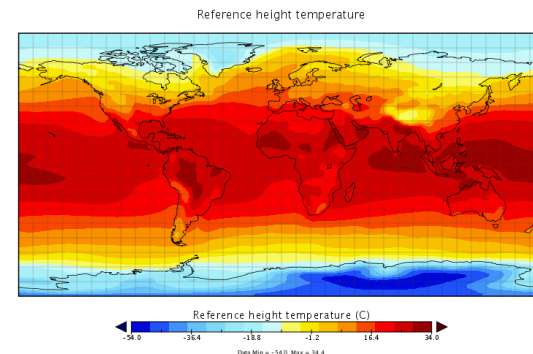 Reference height temperature
Reference height temperature (C)
-54.0 -36.4 -18.8 -1.2 16.4 34.0
Data Min = -54.0, Max = 34.4